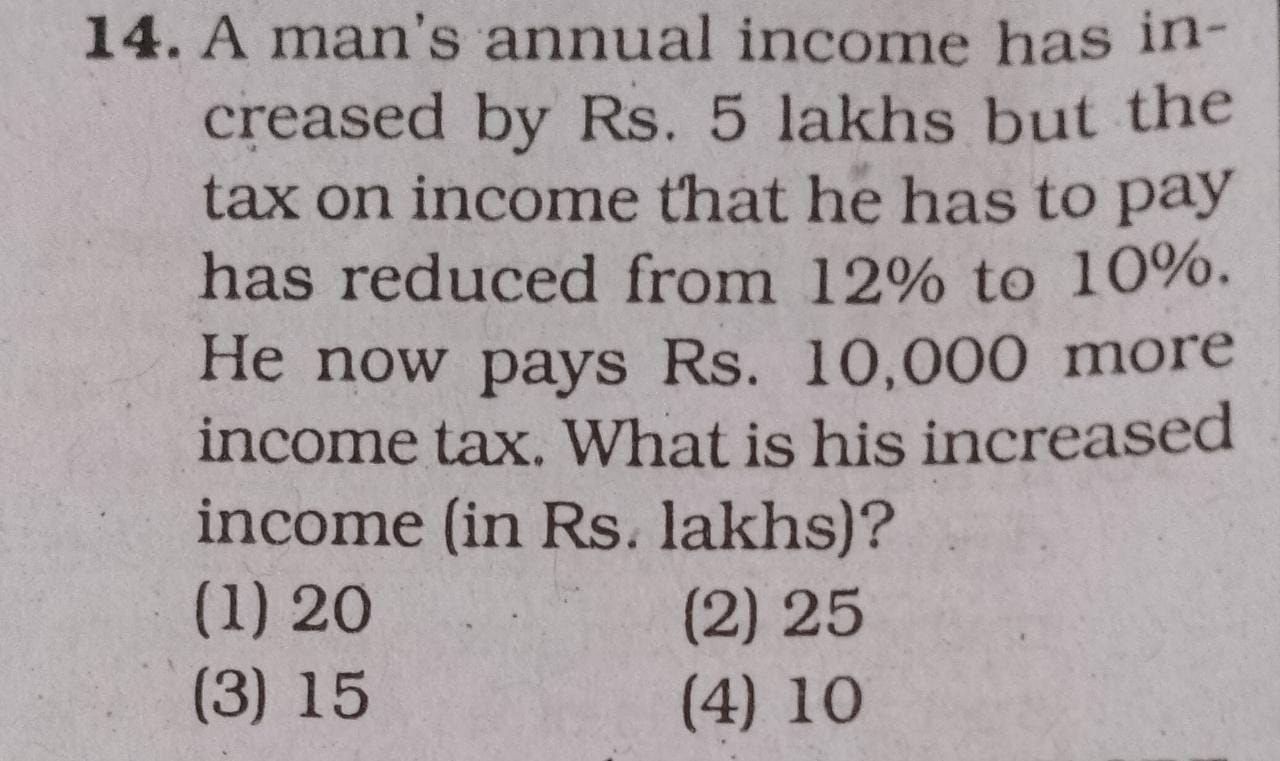 14. A man's annual income has in-
creased by Rs. 5 lakhs but the
tax on income that he has to pay
has reduced from 12% to 10%.
He now pays Rs. 10,000 more
income tax. What is his increased
income (in Rs. lakhs)?
(1) 20 (2) 25
(3) 15 (4) 10